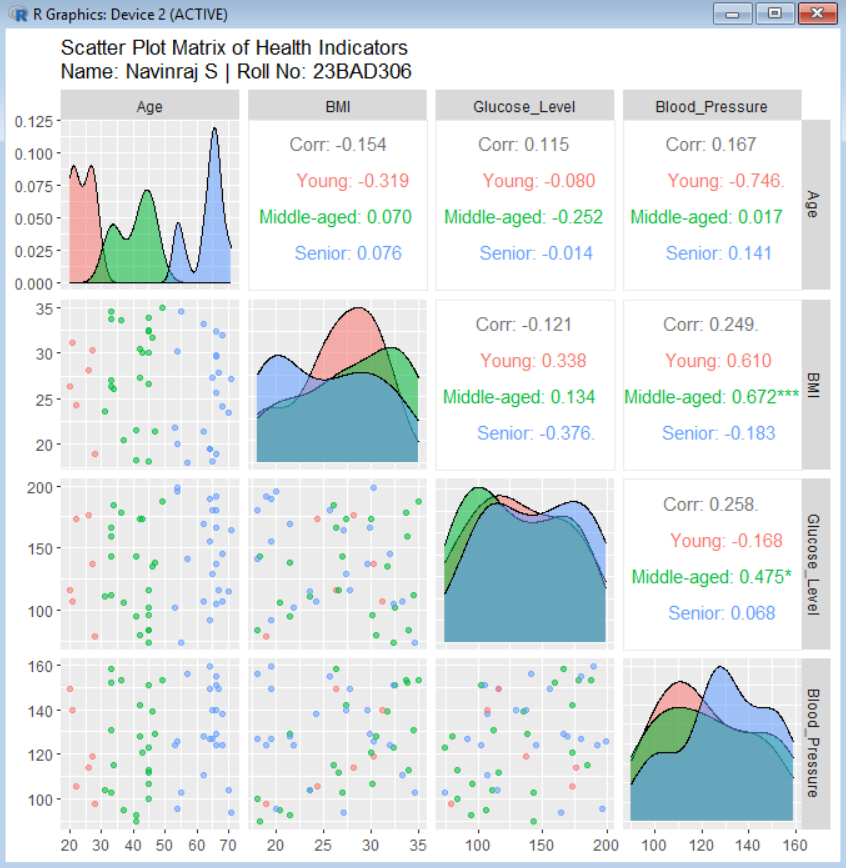 R Graphics: Device 2 (ACTIVE)
Scatter Plot Matrix of Health Indicators
Name: Navinraj S | Roll No: 23BAD306
Age
BMI
Glucose_Level
Blood_Pressure
0.125
0.100
0.075
0.050
0.025
0.000
Corr: -0.154
Young: -0.319
Middle-aged: 0.070
Senior: 0.076
Corr: 0.115
Young: -0.080
Middle-aged: -0.252
Senior: -0.014
Corr: 0.167
Young: -0.746.
Middle-aged: 0.017
Senior: 0.141
Age
35
30
25
20
Corr: -0.121
Young: 0.338
Middle-aged: 0.134
Senior: -0.376.
Corr: 0.249.
Young: 0.610
Middle-aged: 0.672***
Senior: -0.183
BMI
200
150
100
Corr: 0.258.
Young: -0.168
Middle-aged: 0.475*
Senior: 0.068
Glucose_Level
160
140
120
100
Blood_Pressure
20 30 40 50 60 70
20 25 30 35
100 150 200
100 120 140 160